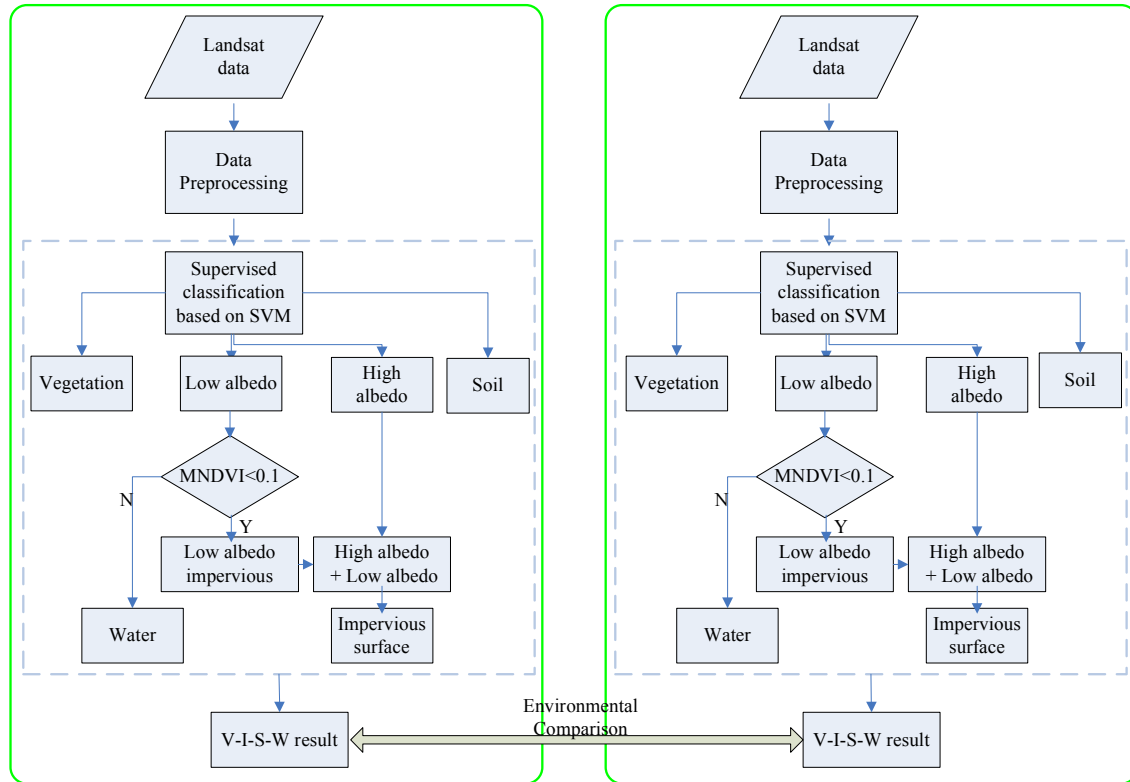 Landsat
data
Data
Preprocessing
Supervised
classification
based on SVM
Vegetation
Low albedo
High
albedo
Soil
MNDVI<0.1
N
Y
Low albedo
impervious
High albedo
+ Low albedo
Water
Impervious
surface
V-I-S-W result
Environmental
Comparison
Landsat
data
Data
Preprocessing
Supervised
classification
based on SVM
Vegetation
Low albedo
High
albedo
Soil
MNDVI<0.1
N
Y
Low albedo
impervious
High albedo
+ Low albedo
Water
Impervious
surface
V-I-S-W result